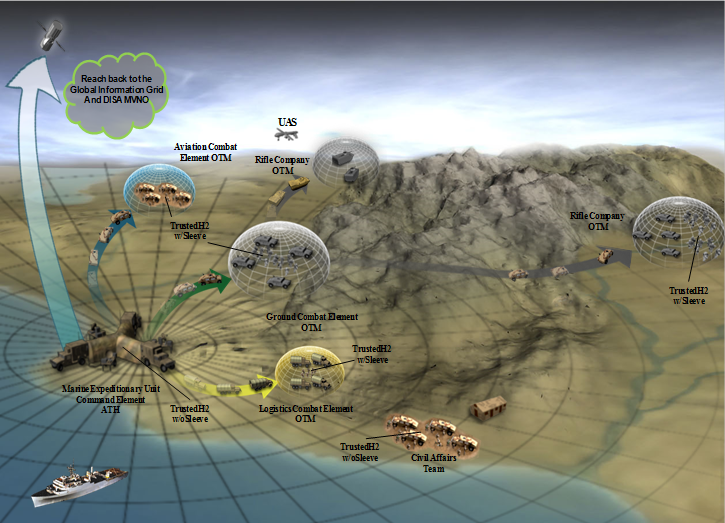 Reach back to the
Global Information Grid
And DISA MVNO
UAS
Aviation Combat
Element OTM
Rifle Company
OTM
TrustedH2
w/Sleeve
Rifle Company
OTM
TrustedH2
w/Sleeve
Ground Combat Element
OTM
TrustedH2
w/Sleeve
Marine Expeditionary Unit
Command Element
ATH
TrustedH2
w/oSleeve
Logistics Combat Element
OTM
TrustedH2
w/oSleeve
Civil Affairs
Team